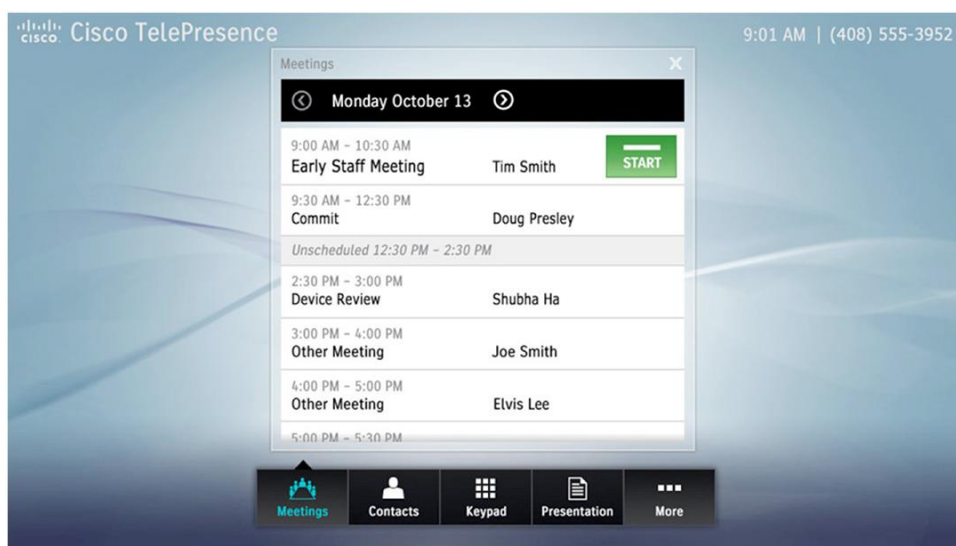 CISCO Cisco TelePresence
9:01 AM | (408) 555-3952
Meetings
Monday October 13
9:00 AM – 10:30 AM
Early Staff Meeting Tim Smith START
9:30 AM – 12:30 PM
Commit Doug Presley
Unscheduled 12:30 PM – 2:30 PM
2:30 PM – 3:00 PM
Device Review Shubha Ha
3:00 PM – 4:00 PM
Other Meeting Joe Smith
4:00 PM – 5:00 PM
Other Meeting Elvis Lee
5:00 PM – 5:30 PM
Meetings Contacts Keypad Presentation More